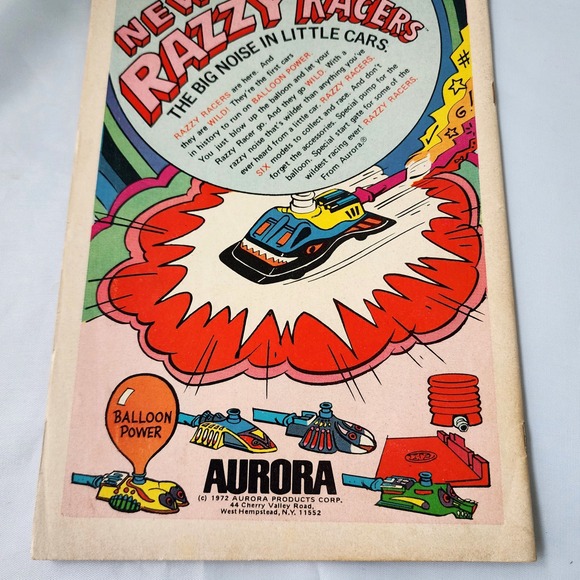 NEW
RAZZY RACERS™
THE BIG NOISE IN LITTLE CARS.
RAZZY RACERS are here. And
they are WILD! They're the first cars
in history to run on BALLOON POWER.
You just blow up the balloon and let your
Razzy Racer go. And they go WILD. With a
razzy noise that's wilder than anything you've
ever heard from a little car. RAZZY RACERS.
SIX models to collect and race. And don't
forget the accessories. Special pump for the
balloon. Special start gate for some of the
wildest racing ever! RAZZY RACERS.
From Aurora.®
BALLOON
POWER
AURORA
(c) 1972 AURORA PRODUCTS CORP.
44 Cherry Valley Road,
West Hempstead, N.Y. 11552